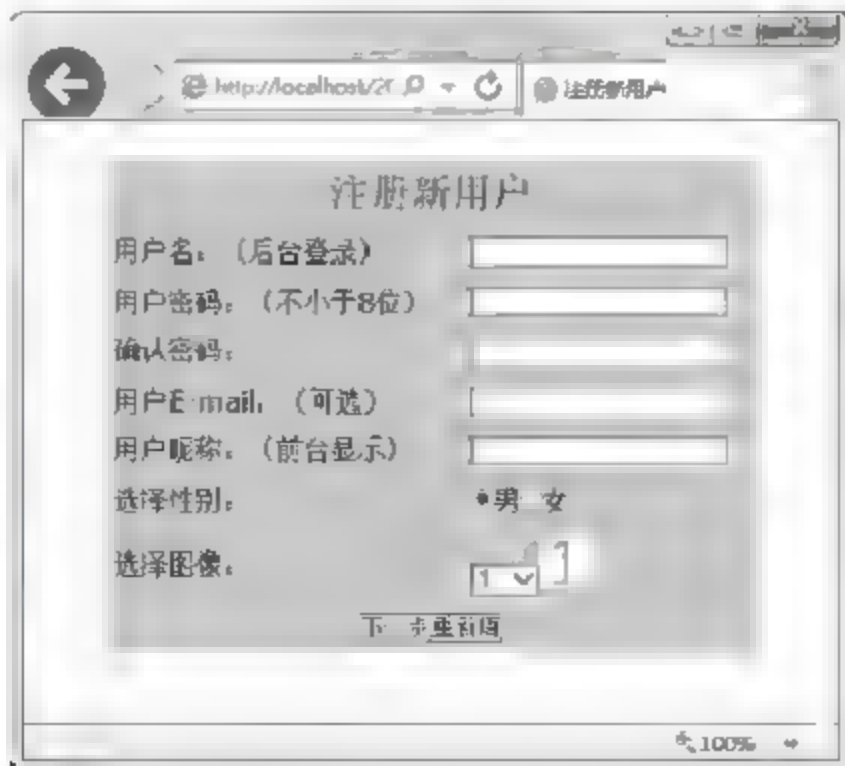 http://localhost/20 注册新用户
注册新用户
用户名：（后台登录）
用户密码：（不小于8位）
确认密码：
用户E-mail：（可选）
用户昵称：（前台显示）
选择性别： 男 女
选择图像： 1
下一步 重新填
100%